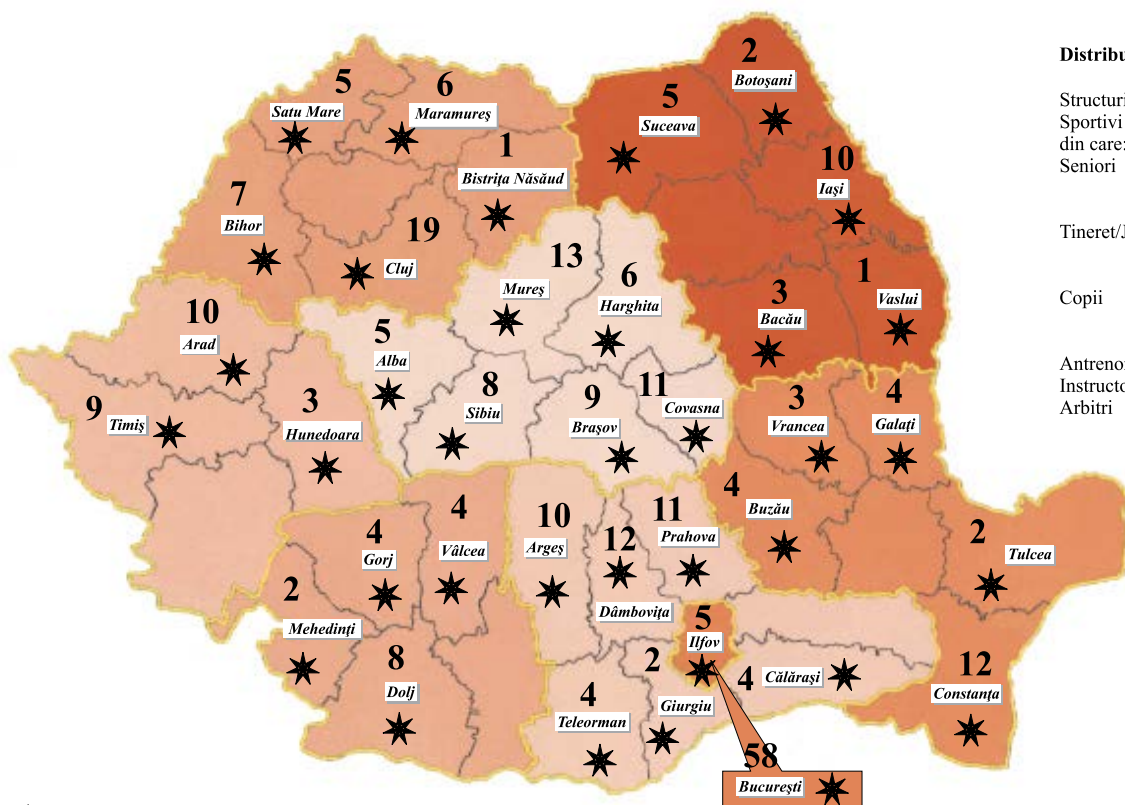 2
Botoşani
5
Satu Mare
6
Maramureş
5
Suceava
1
Bistriţa Năsăud
10
Iaşi
7
Bihor
19
Cluj
13
Mureş
6
Harghita
3
Bacău
1
Vaslui
10
Arad
5
Alba
8
Sibiu
9
Braşov
11
Covasna
9
Timiş
3
Hunedoara
3
Vrancea
4
Galaţi
4
Gorj
4
Vâlcea
10
Argeş
12
Dâmboviţa
11
Prahova
4
Buzău
2
Tulcea
2
Mehedinţi
8
Dolj
4
Teleorman
2
Giurgiu
5
Ilfov
4
Călăraşi
12
Constanţa
58
Bucureşti
Distribu
Structuri
Sportivi
din care:
Seniori
Tineret/J
Copii
Antreno
Instructo
Arbitri